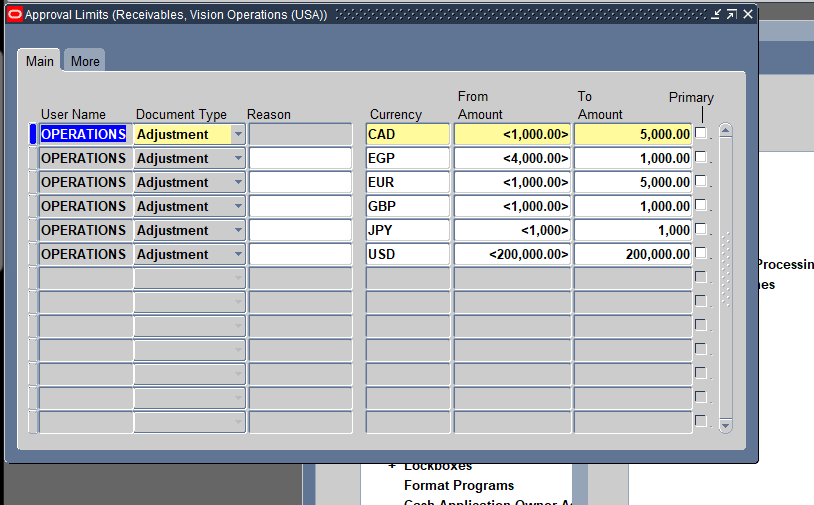 Approval Limits (Receivables, Vision Operations (USA))
Main More
From To Primary
User Name Document Type Reason Currency Amount Amount
OPERATIONS Adjustment CAD <1,000.00> 5,000.00
OPERATIONS Adjustment EGP <4,000.00> 1,000.00
OPERATIONS Adjustment EUR <1,000.00> 5,000.00
OPERATIONS Adjustment GBP <1,000.00> 1,000.00
OPERATIONS Adjustment JPY <1,000> 1,000
OPERATIONS Adjustment USD <200,000.00> 200,000.00
Processin
+ Lockboxes
Format Programs
Cash Application Owner